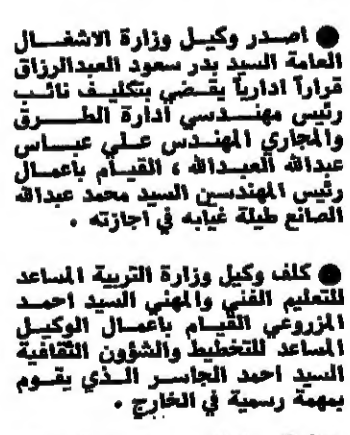 ● اصدر وكيل وزارة الاشغال
العامة السيد بدر سعود العبدالرزاق
قراراً ادارياً يقضي بتكليف نائب
رئيس مهندسي ادارة الطرق
والمجاري المهندس علي عباس
عبدالله العبدالله ، القيام باعمال
رئيس المهندسين السيد محمد عبدالله
الصانع طيلة غيابه في اجازته .
● كلف وكيل وزارة التربية المساعد
للتعليم الفني والمهني السيد احمد
المزروعي القيام باعمال الوكيل
المساعد للتخطيط والشؤون الثقافية
السيد احمد الجاسر الذي يقوم
بمهمة رسمية في الخارج .